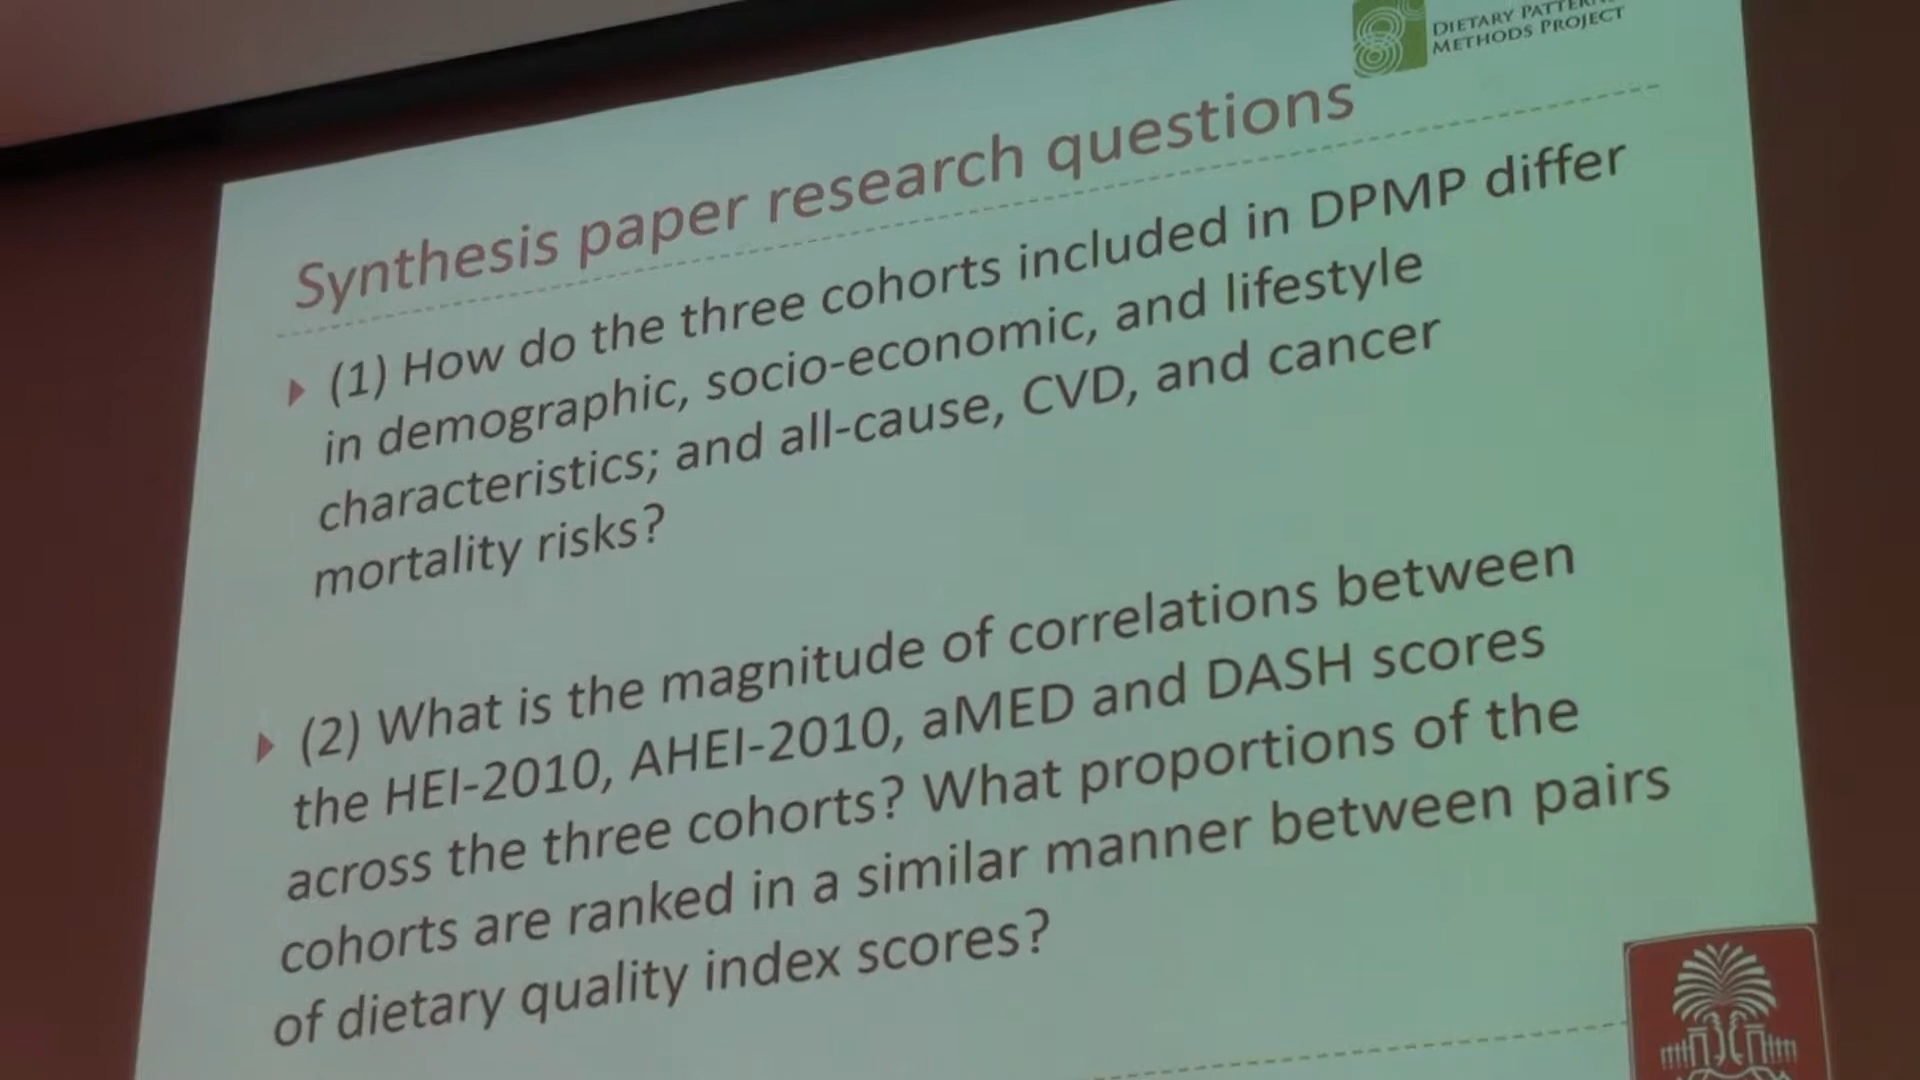 DIETARY PATTERNS
METHODS PROJECT
Synthesis paper research questions
(1) How do the three cohorts included in DPMP differ
in demographic, socio-economic, and lifestyle
characteristics; and all-cause, CVD, and cancer
mortality risks?
(2) What is the magnitude of correlations between
the HEI-2010, AHEI-2010, aMED and DASH scores
across the three cohorts? What proportions of the
cohorts are ranked in a similar manner between pairs
of dietary quality index scores?